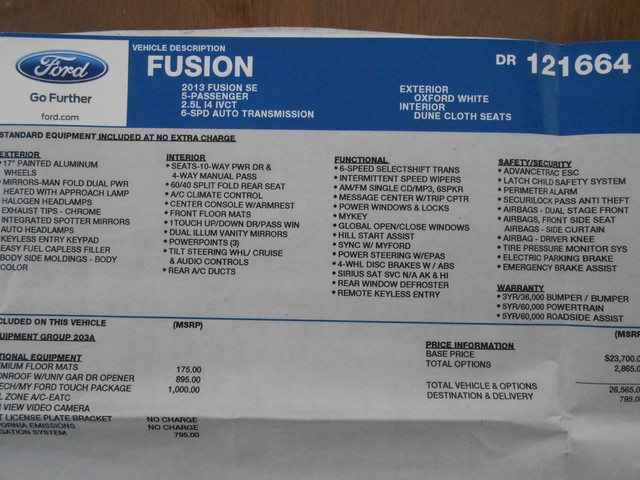 Ford
Go Further
ford.com
VEHICLE DESCRIPTION
FUSION
2013 FUSION SE
5-PASSENGER
2.5L I4 IVCT
6-SPD AUTO TRANSMISSION
EXTERIOR
OXFORD WHITE
INTERIOR
DUNE CLOTH SEATS
DR 121664
STANDARD EQUIPMENT INCLUDED AT NO EXTRA CHARGE
EXTERIOR
• 17" PAINTED ALUMINUM
WHEELS
• MIRRORS-MAN FOLD DUAL PWR
HEATED WITH APPROACH LAMP
HALOGEN HEADLAMPS
EXHAUST TIPS - CHROME
INTEGRATED SPOTTER MIRRORS
AUTO HEADLAMPS
KEYLESS ENTRY KEYPAD
EASY FUEL CAPLESS FILLER
BODY SIDE MOLDINGS - BODY
COLOR
INTERIOR
• SEATS-10-WAY PWR DR &
4-WAY MANUAL PASS
• 60/40 SPLIT FOLD REAR SEAT
• A/C CLIMATE CONTROL
• CENTER CONSOLE W/ARMREST
• FRONT FLOOR MATS
• 1TOUCH UP/DOWN DR/PASS WIN
• DUAL ILLUM VANITY MIRRORS
• POWERPOINTS (3)
• TILT STEERING WHL/ CRUISE
& AUDIO CONTROLS
• REAR A/C DUCTS
FUNCTIONAL
• 6-SPEED SELECTSHIFT TRANS
• INTERMITTENT SPEED WIPERS
• AM/FM SINGLE CD/MP3, 6SPKR
• MESSAGE CENTER W/TRIP CPTR
• POWER WINDOWS & LOCKS
• MYKEY
• GLOBAL OPEN/CLOSE WINDOWS
• HILL START ASSIST
• SYNC W/ MYFORD
• POWER STEERING W/EPAS
• 4-WHL DISC BRAKES W / ABS
• SIRIUS SAT SVC N/A AK & HI
• REAR WINDOW DEFROSTER
• REMOTE KEYLESS ENTRY
SAFETY/SECURITY
• ADVANCETRAC ESC
• LATCH CHILD SAFETY SYSTEM
• PERIMETER ALARM
• SECURILOCK PASS ANTI THEFT
• AIRBAGS - DUAL STAGE FRONT
• AIRBAGS, FRONT SEAT
• AIRBAGS - SIDE CURTAIN
• AIRBAG - DRIVER KNEE
• TIRE PRESSURE MONITOR SYS
• ELECTRIC PARKING BRAKE
• EMERGENCY BRAKE ASSIST
WARRANTY
• 3YR/36,000 BUMPER / BUMPER
• 5YR/60,000 POWERTRAIN
• 5YR/60,000 ROADSIDE ASSIST
CLUDED ON THIS VEHICLE (MSRP)
UIPMENT GROUP 203A
TIONAL EQUIPMENT
MIUM FLOOR MATS 175.00
ONROOF W/UNIV GAR DR OPENER 895.00
ECH/MY FORD TOUCH PACKAGE 1,000.00
L ZONE A/C-EATC
VIEW VIDEO CAMERA
T LICENSE PLATE BRACKET NO CHARGE
FORNIA EMISSIONS NO CHARGE
GATION SYSTEM 795.00
PRICE INFORMATION (MSR
BASE PRICE $23,700.
TOTAL OPTIONS 2,865.
TOTAL VEHICLE & OPTIONS 26,565.
DESTINATION & DELIVERY 795.